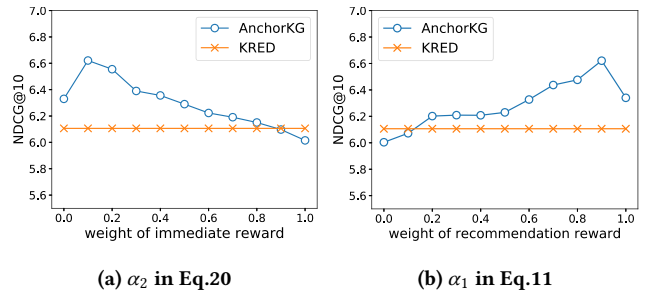 7.0
6.8
6.6
6.4
6.2
6.0
5.8
5.6
NDCG@10
AnchorKG
KRED
0.0 0.2 0.4 0.6 0.8 1.0
weight of immediate reward
(a) α2 in Eq.20
7.0
6.8
6.6
6.4
6.2
6.0
5.8
5.6
NDCG@10
AnchorKG
KRED
0.0 0.2 0.4 0.6 0.8 1.0
weight of recommendation reward
(b) α1 in Eq.11